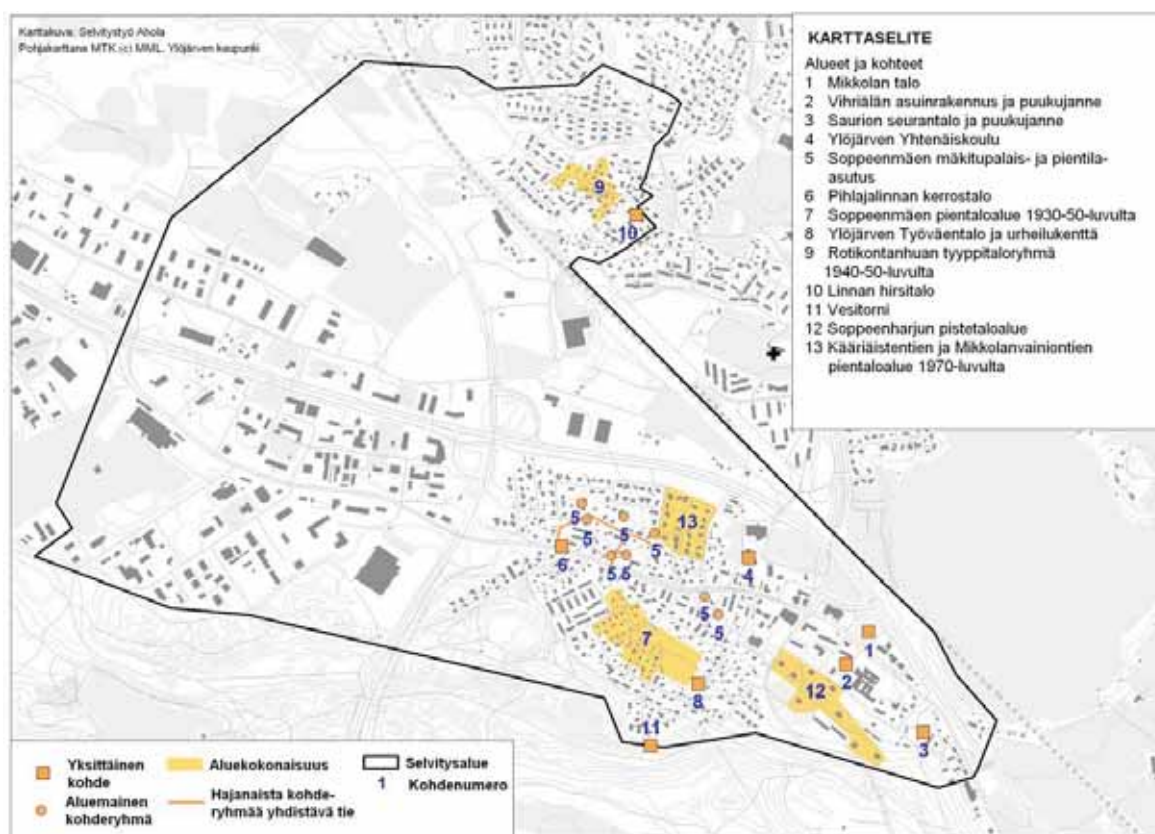 Karttakuva: Selvitystyö Ahola
Pohjakarttana MTK (c) MML, Ylöjärven kaupunki
KARTTASELITE
Alueet ja kohteet
1 Mikkolan talo
2 Vihriälän asuinrakennus ja puukujanne
3 Saurion seurantalo ja puukujanne
4 Ylöjärven Yhtenäiskoulu
5 Soppeenmäen mäkitupalais- ja pientila-
asutus
6 Pihlajalinnan kerrostalo
7 Soppeenmäen pientaloalue 1930-50-luvulta
8 Ylöjärven Työväentalo ja urheilukenttä
9 Rotikontanhuan tyyppitaloryhmä
1940-50-luvulta
10 Linnan hirsitalo
11 Vesitorni
12 Soppeenharjun pistetaloalue
13 Kääriäistentien ja Mikkolanvainiontien
pientaloalue 1970-luvulta
9
10
5
5
5
13
5
6
5 5
4
5
5
1
7
2
12
8
11
3
Yksittäinen
kohde
Aluemainen
kohderyhmä
Aluekokonaisuus
Hajanaista kohde-
ryhmää yhdistävä tie
Selvitysalue
1 Kohdenumero